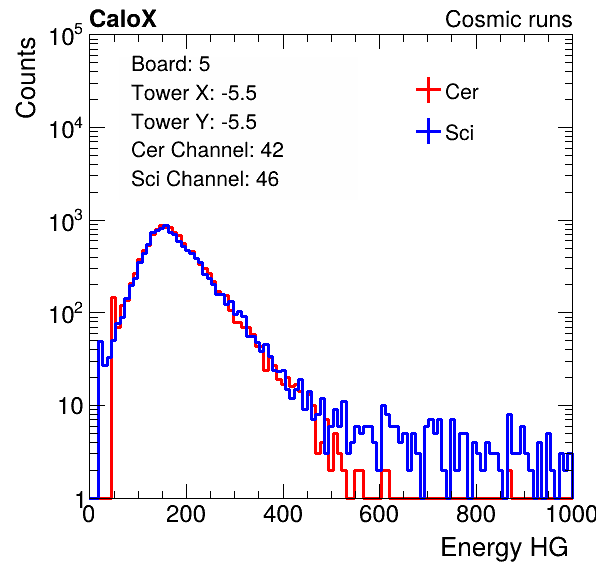 CaloX Cosmic runs
Counts
10^5
10^4
10^3
10^2
10
1
Board: 5
Tower X: -5.5
Tower Y: -5.5
Cer Channel: 42
Sci Channel: 46
Cer
Sci
0 200 400 600 800 1000
Energy HG